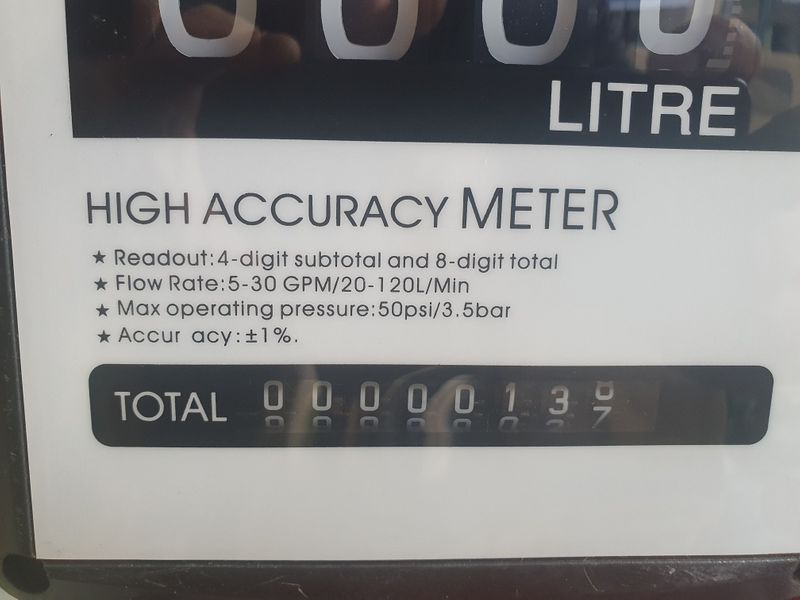 0000
LITRE
HIGH ACCURACY METER
★ Readout:4-digit subtotal and 8-digit total
★ Flow Rate:5-30 GPM/20-120L/Min
★ Max operating pressure:50psi/3.5bar
★ Accur acy:±1%.
TOTAL 0000013